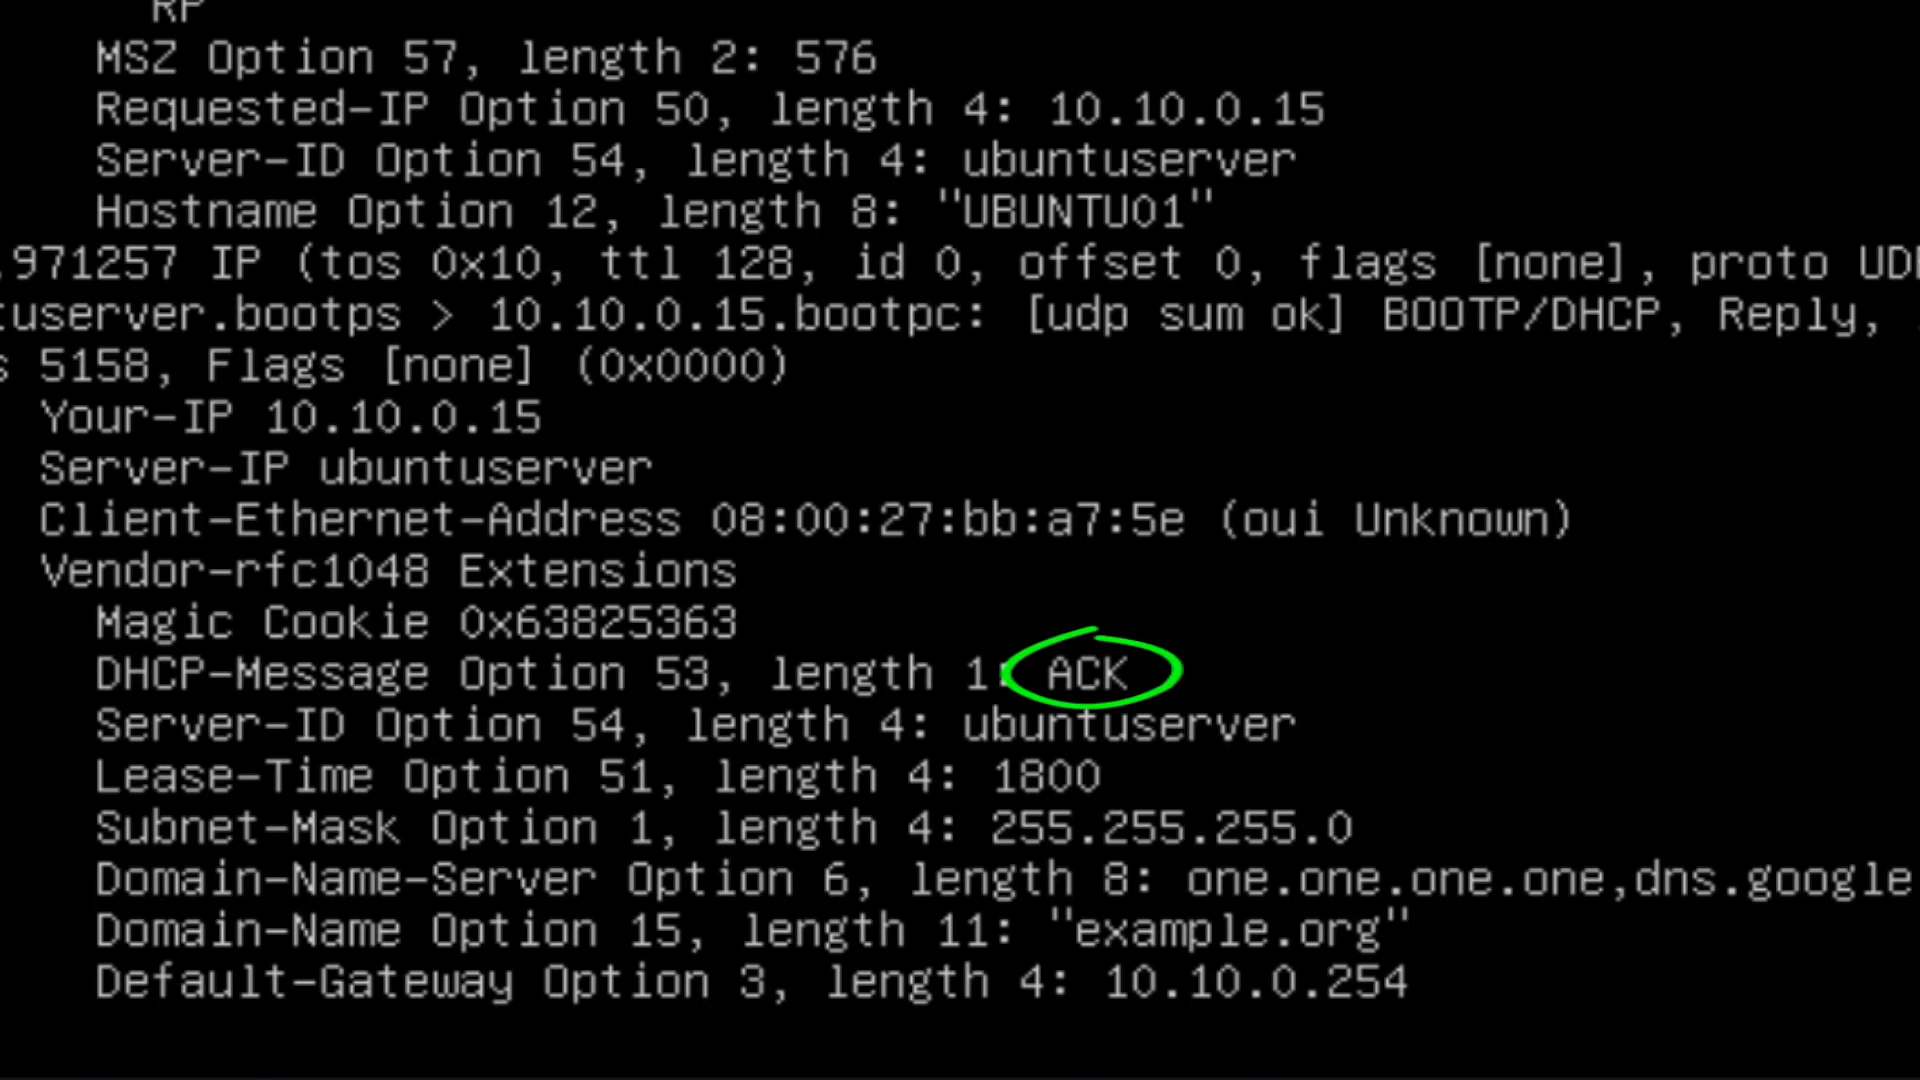 RP
MSZ Option 57, length 2: 576
Requested-IP Option 50, length 4: 10.10.0.15
Server-ID Option 54, length 4: ubuntuserver
Hostname Option 12, length 8: "UBUNTU01"
.971257 IP (tos 0x10, ttl 128, id 0, offset 0, flags [none], proto UDP
tuserver.bootps > 10.10.0.15.bootpc: [udp sum ok] BOOTP/DHCP, Reply,
s 5158, Flags [none] (0x0000)
Your-IP 10.10.0.15
Server-IP ubuntuserver
Client-Ethernet-Address 08:00:27:bb:a7:5e (oui Unknown)
Vendor-rfc1048 Extensions
Magic Cookie 0x63825363
DHCP-Message Option 53, length 1: ACK
Server-ID Option 54, length 4: ubuntuserver
Lease-Time Option 51, length 4: 1800
Subnet-Mask Option 1, length 4: 255.255.255.0
Domain-Name-Server Option 6, length 8: one.one.one.one,dns.google
Domain-Name Option 15, length 11: "example.org"
Default-Gateway Option 3, length 4: 10.10.0.254